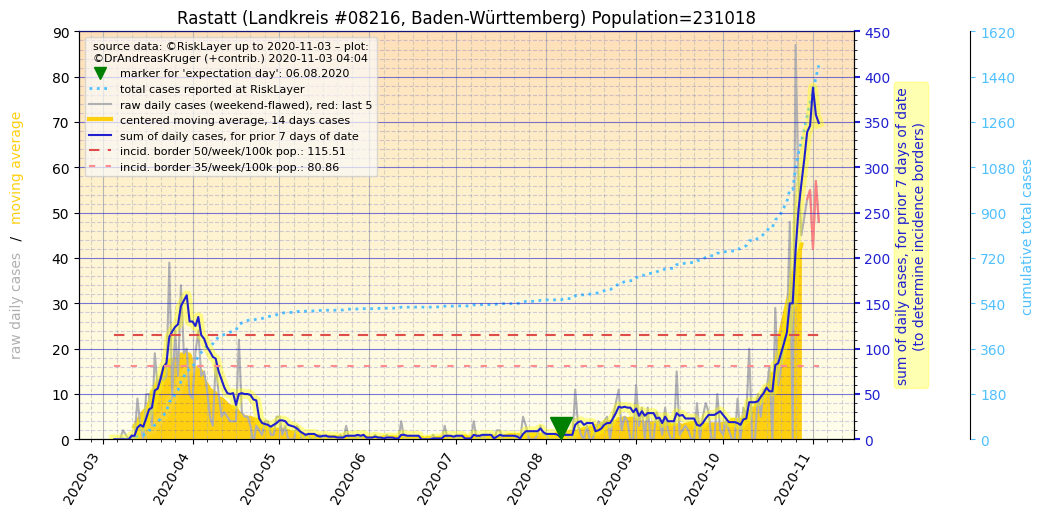 Rastatt (Landkreis #08216, Baden-Württemberg) Population=231018
source data: ©RiskLayer up to 2020-11-03 – plot:
©DrAndreasKruger (+contrib.) 2020-11-03 04:04
marker for 'expectation day': 06.08.2020
total cases reported at RiskLayer
raw daily cases (weekend-flawed), red: last 5
centered moving average, 14 days cases
sum of daily cases, for prior 7 days of date
incid. border 50/week/100k pop.: 115.51
incid. border 35/week/100k pop.: 80.86
raw daily cases / moving average
90
80
70
60
50
40
30
20
10
0
450
400
350
300
250
200
150
100
50
0
sum of daily cases, for prior 7 days of date
(to determine incidence borders)
1620
1440
1260
1080
900
720
540
360
180
0
cumulative total cases
2020-03
2020-04
2020-05
2020-06
2020-07
2020-08
2020-09
2020-10
2020-11